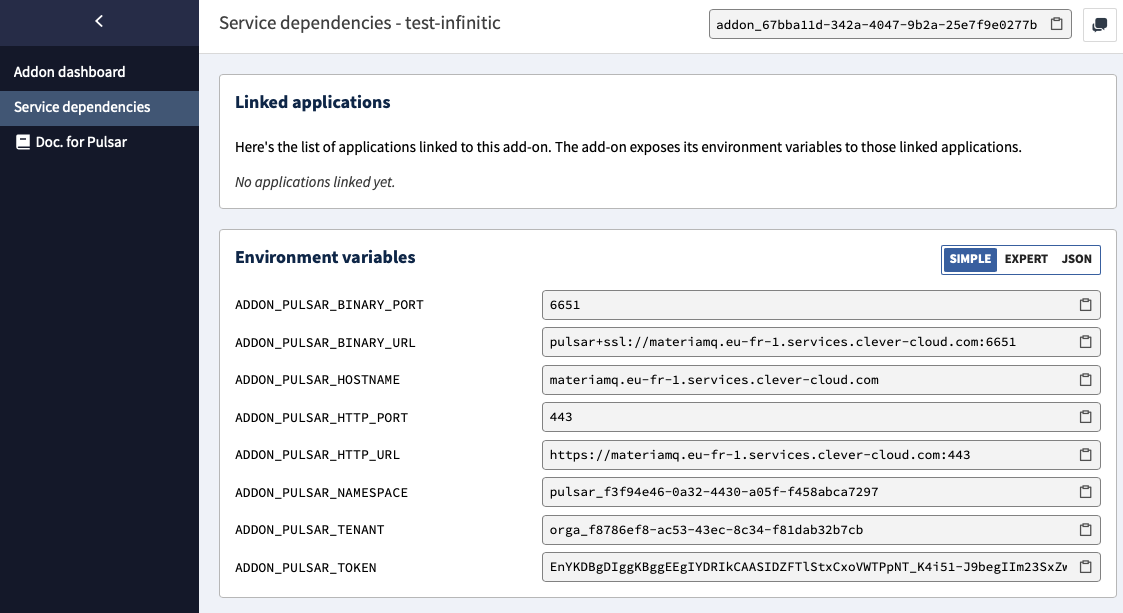 Service dependencies - test-infinitic
addon_67bba11d-342a-4047-9b2a-25e7f9e0277b
Addon dashboard
Service dependencies
Doc. for Pulsar
Linked applications
Here's the list of applications linked to this add-on. The add-on exposes its environment variables to those linked applications.
No applications linked yet.
Environment variables
SIMPLE EXPERT JSON
ADDON_PULSAR_BINARY_PORT 6651
ADDON_PULSAR_BINARY_URL pulsar+ssl://materiamq.eu-fr-1.services.clever-cloud.com:6651
ADDON_PULSAR_HOSTNAME materiamq.eu-fr-1.services.clever-cloud.com
ADDON_PULSAR_HTTP_PORT 443
ADDON_PULSAR_HTTP_URL https://materiamq.eu-fr-1.services.clever-cloud.com:443
ADDON_PULSAR_NAMESPACE pulsar_f3f94e46-0a32-4430-a05f-f458abca7297
ADDON_PULSAR_TENANT orga_f8786ef8-ac53-43ec-8c34-f81dab32b7cb
ADDON_PULSAR_TOKEN EnYKDBgDIggKBggEEgIYDRIkCAASIDZFTlStxCxoVWTPpNT_K4i51-J9begIIm23SxZw